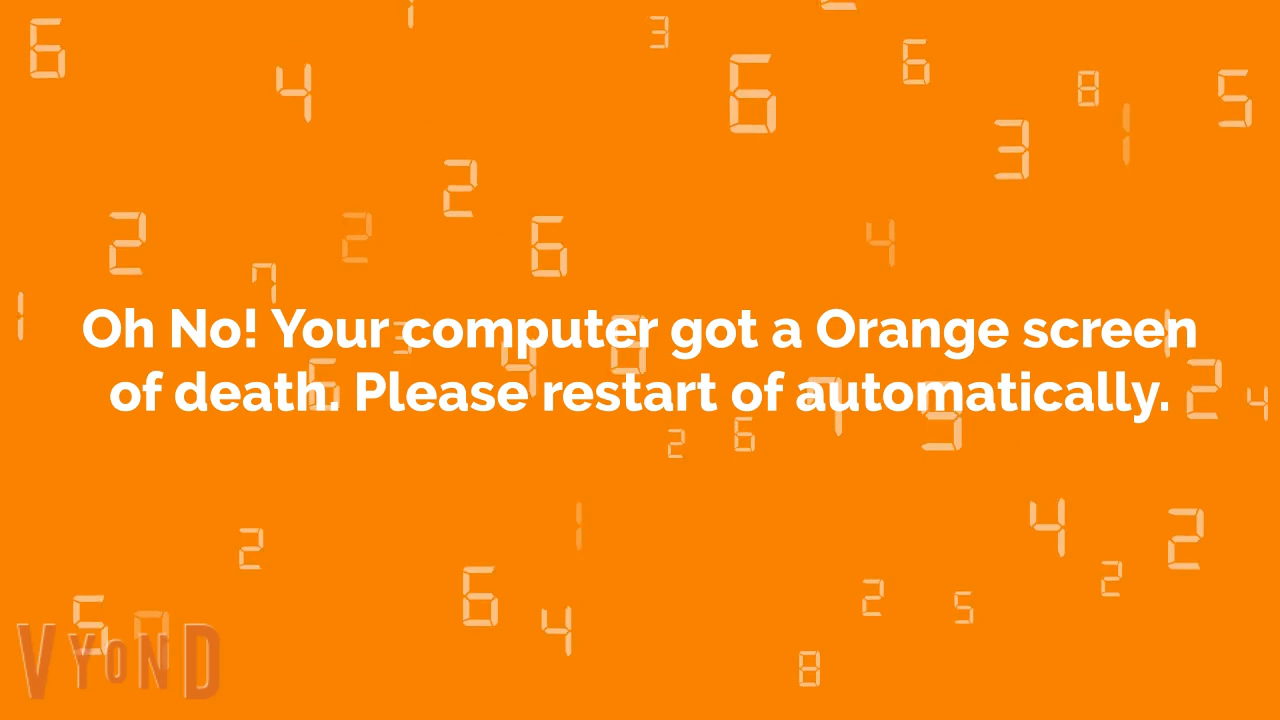 Oh No! Your computer got a Orange screen
of death. Please restart of automatically.
VYOND